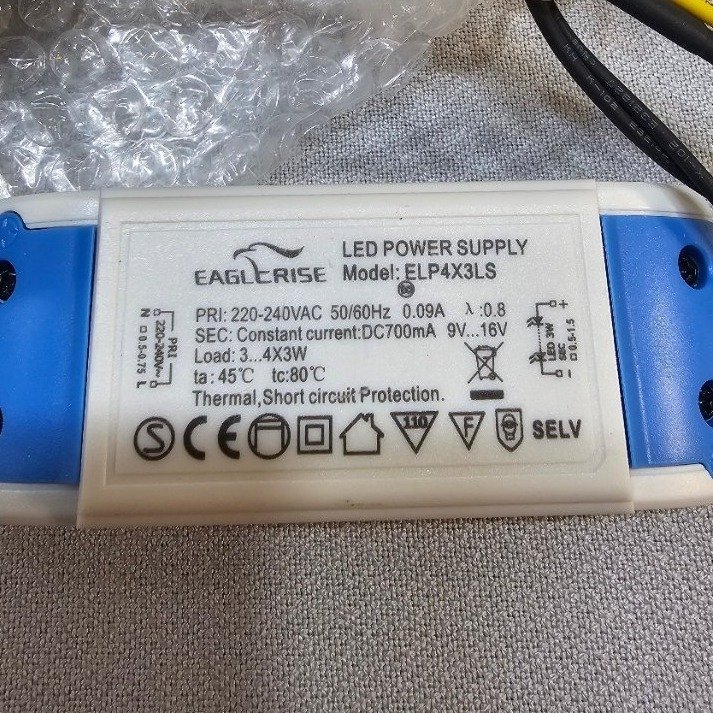 EAGLERISE
LED POWER SUPPLY
Model: ELP4X3LS
PRI: 220-240VAC 50/60Hz 0.09A λ:0.8
SEC: Constant current:DC700mA 9V...16V
Load: 3...4X3W
ta: 45℃ tc:80℃
Thermal,Short circuit Protection.
S CE 110 F SELV
PRI
220-240V~
N 0.5-0.75 L
+ -
LED 3W
SEC
0.5-1.5